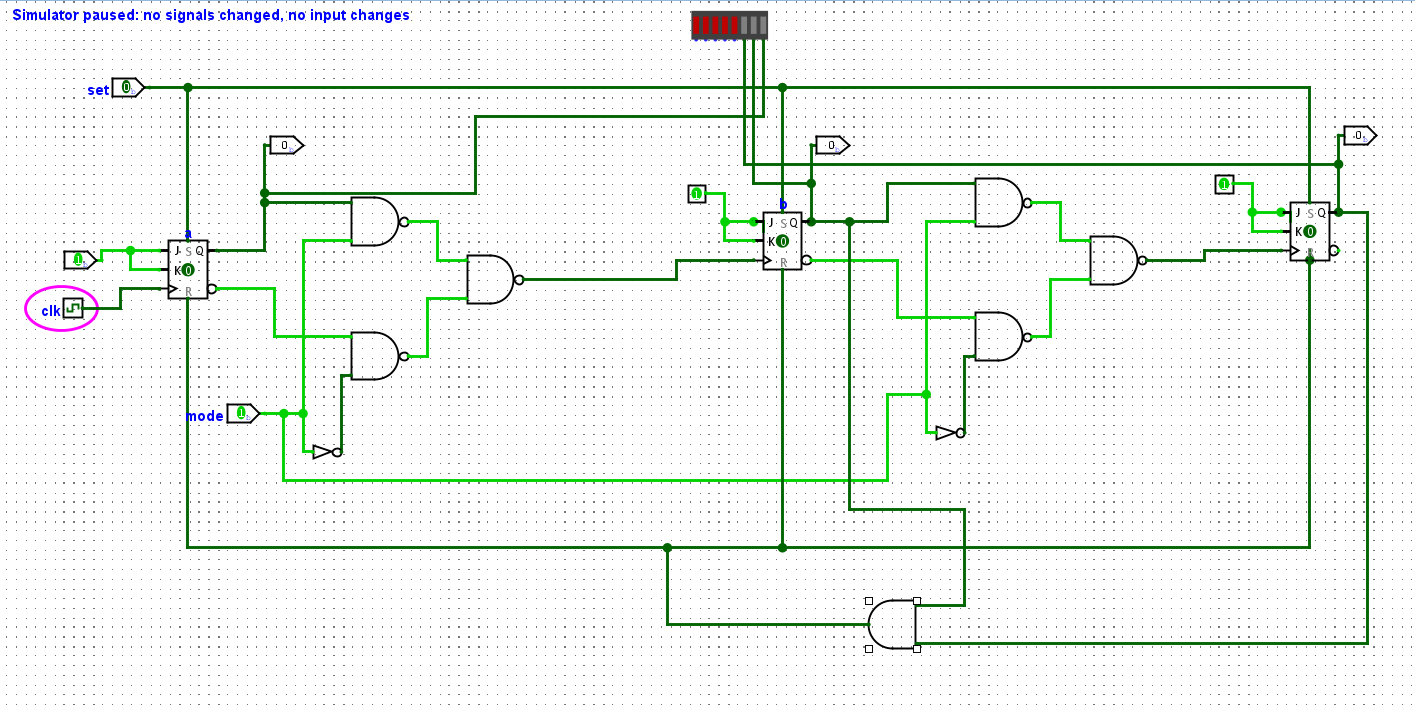 Simulator paused: no signals changed, no input changes
set 0
0
0
0
1
1
b
J S Q
K 0
R
J S Q
K 0
R
a
1
J S Q
K 0
R
clk
mode 1